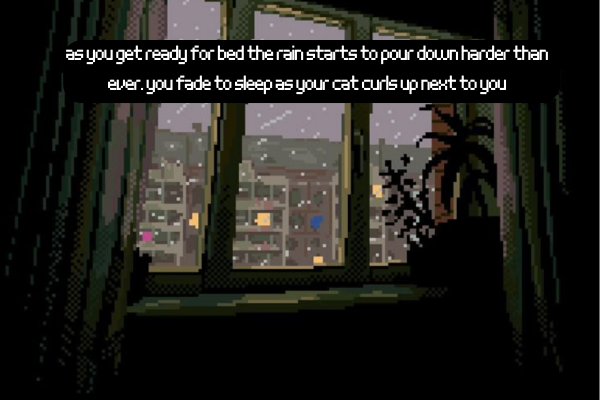 as you get ready for bed the rain starts to pour down harder than
ever. you fade to sleep as your cat curls up next to you